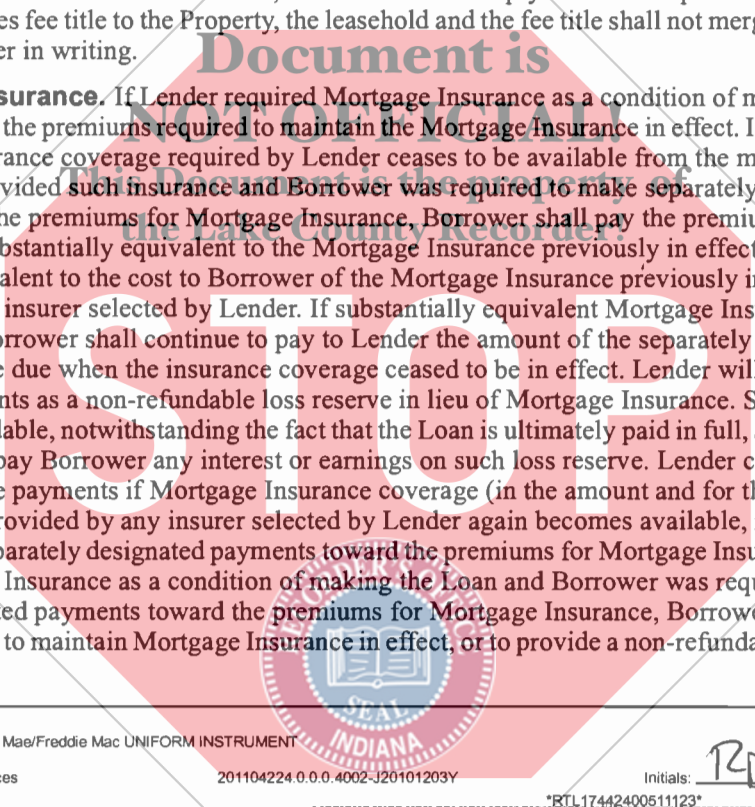 es fee title to the Property, the leasehold and the fee title shall not merg
er in writing.
Document is
surance. If Lender required Mortgage Insurance as a condition of m
NOT OFFICIAL!
the premiums required to maintain the Mortgage Insurance in effect. I
rance coverage required by Lender ceases to be available from the m
This Document is the property of
vided such insurance and Borrower was required to make separately
ne premiums for Mortgage Insurance, Borrower shall pay the premiu
the Lake County Recorder!
bstantially equivalent to the Mortgage Insurance previously in effect
alent to the cost to Borrower of the Mortgage Insurance previously i
insurer selected by Lender. If substantially equivalent Mortgage Ins
orrower shall continue to pay to Lender the amount of the separately
STOP
e due when the insurance coverage ceased to be in effect. Lender wil
nts as a non-refundable loss reserve in lieu of Mortgage Insurance. S
lable, notwithstanding the fact that the Loan is ultimately paid in full,
pay Borrower any interest or earnings on such loss reserve. Lender c
e payments if Mortgage Insurance coverage (in the amount and for th
rovided by any insurer selected by Lender again becomes available,
parately designated payments toward the premiums for Mortgage Insu
Insurance as a condition of making the Loan and Borrower was requ
ted payments toward the premiums for Mortgage Insurance, Borrowe
to maintain Mortgage Insurance in effect, or to provide a non-refunda
SEAL
INDIANA
Mae/Freddie Mac UNIFORM INSTRUMENT
ces 201104224.0.0.0.4002-J20101203Y Initials:
*RTL17442400511123*